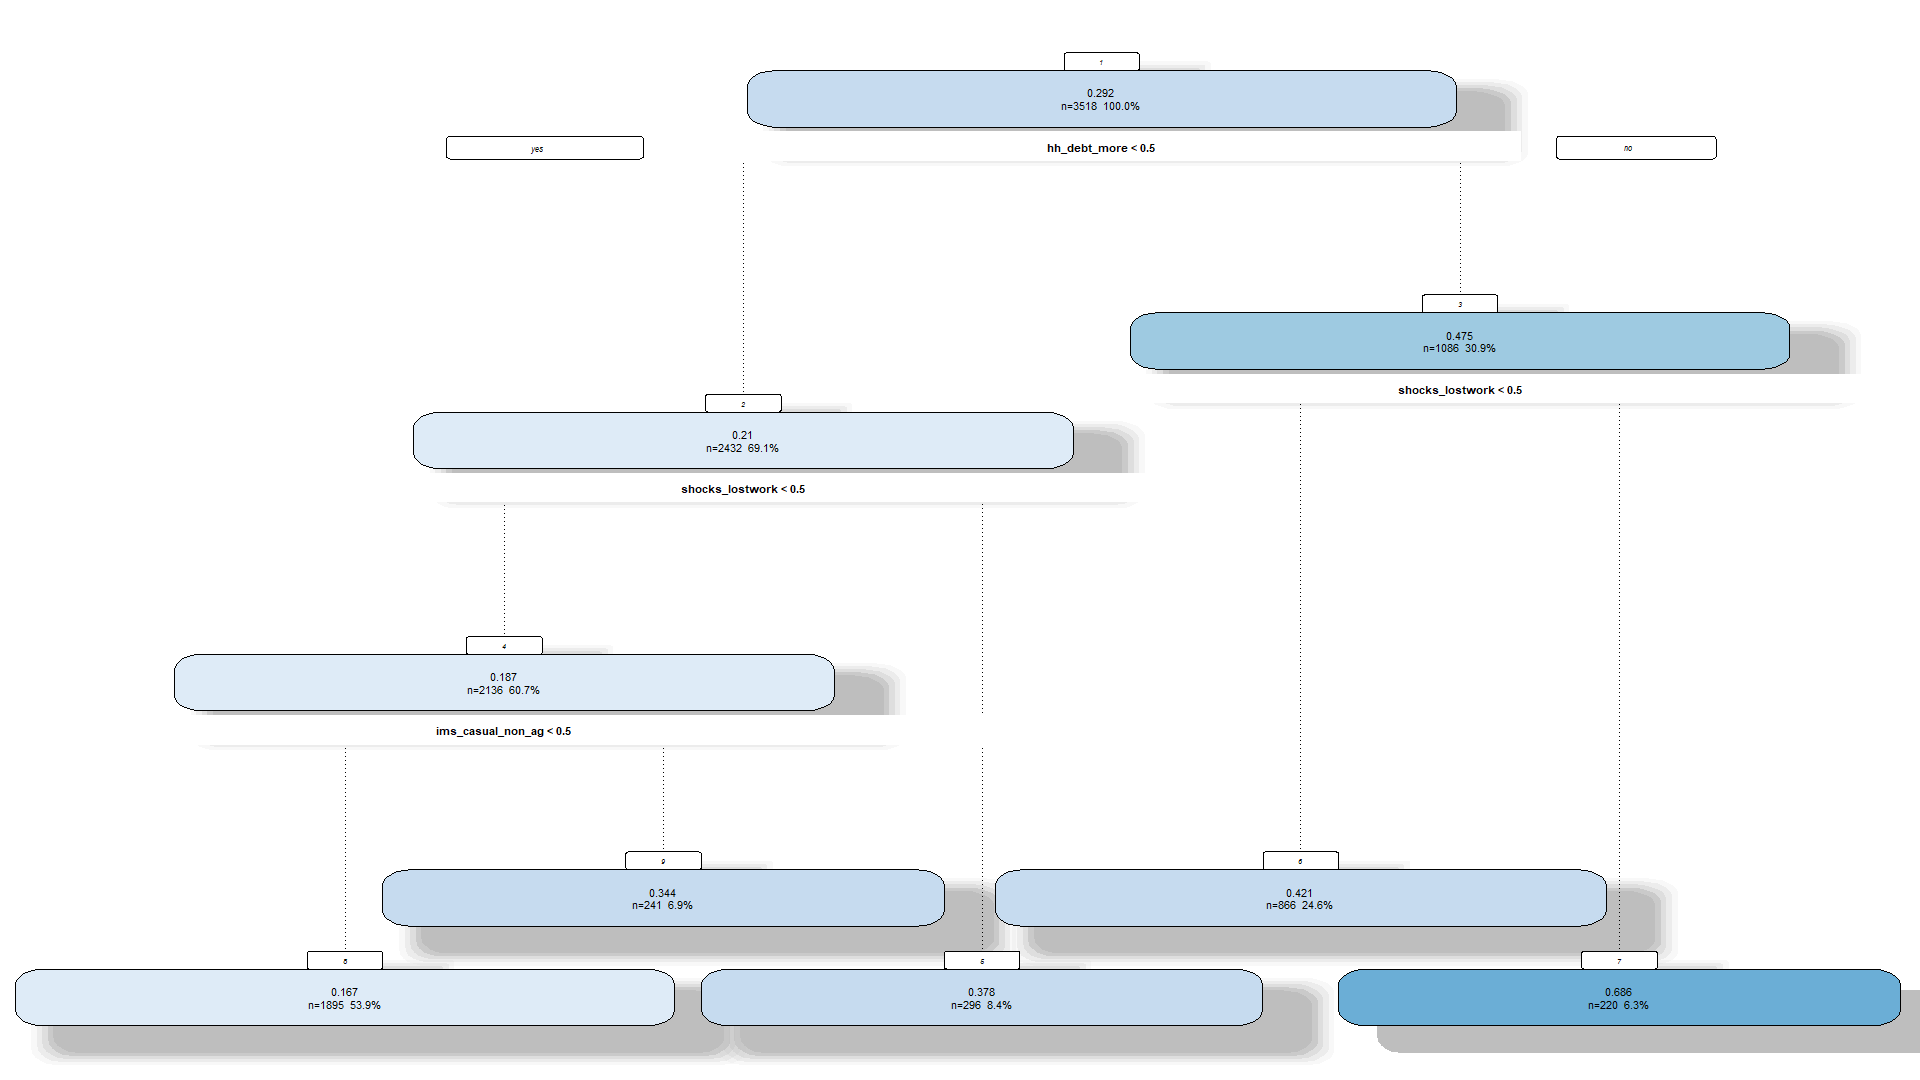 1
0.292
n=3518 100.0%
yes
hh_debt_more < 0.5
no
3
0.475
n=1086 30.9%
shocks_lostwork < 0.5
2
0.21
n=2432 69.1%
shocks_lostwork < 0.5
4
0.187
n=2136 60.7%
ims_casual_non_ag < 0.5
9
0.344
n=241 6.9%
6
0.421
n=866 24.6%
8
0.167
n=1895 53.9%
5
0.378
n=296 8.4%
7
0.686
n=220 6.3%